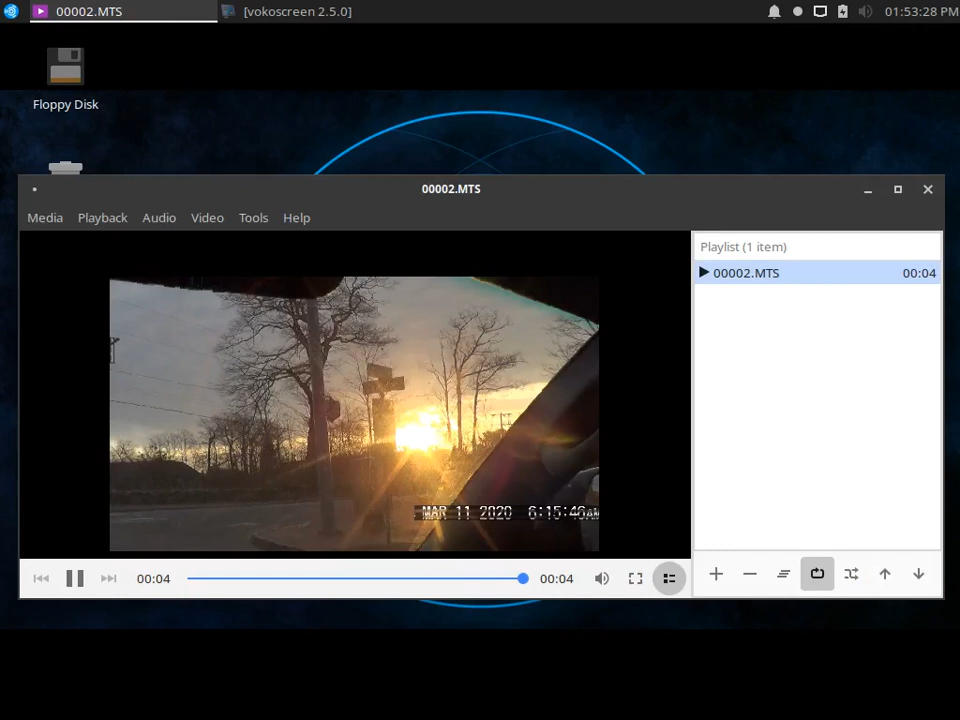 00002.MTS
[vokoscreen 2.5.0]
01:53:28 PM
Floppy Disk
00002.MTS
Media Playback Audio Video Tools Help
Playlist (1 item)
00002.MTS 00:04
MAR 11 2020 6:15:46AM
00:04 00:04